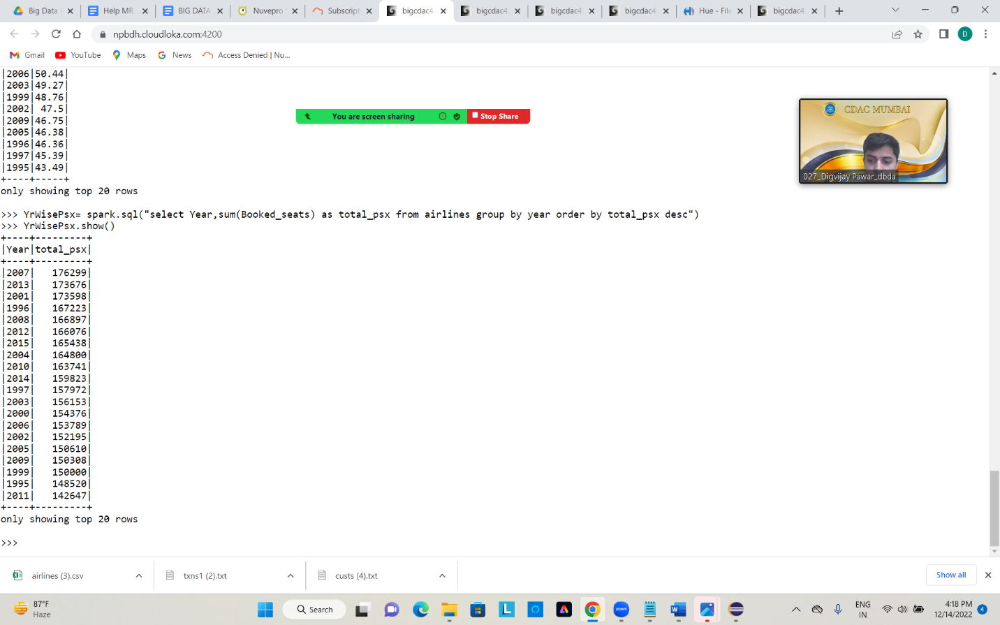 Big Data
Help MR
BIG DATA
Nuvepro
Subscript
bigcdac4
bigcdac4
bigcdac4
bigcdac4
Hue - File
bigcdac4
npbdh.cloudloka.com:4200
D
Gmail
YouTube
Maps
News
Access Denied | Nu...
|2006|50.44|
|2003|49.27|
|1999|48.76|
|2002| 47.5|
|2009|46.75|
|2005|46.38|
|1996|46.36|
|1997|45.39|
|1995|43.49|
+----+-----+
only showing top 20 rows
You are screen sharing
Stop Share
CDAC MUMBAI
027_Digvijay Pawar_dbda
>>> YrWisePsx= spark.sql("select Year,sum(Booked_seats) as total_psx from airlines group by year order by total_psx desc")
>>> YrWisePsx.show()
+----+---------+
|Year|total_psx|
+----+---------+
|2007|   176299|
|2013|   173676|
|2001|   173598|
|1996|   167223|
|2008|   166897|
|2012|   166076|
|2015|   165438|
|2004|   164800|
|2010|   163741|
|2014|   159823|
|1997|   157972|
|2003|   156153|
|2000|   154376|
|2006|   153789|
|2002|   152195|
|2005|   150610|
|2009|   150308|
|1999|   150000|
|1995|   148520|
|2011|   142647|
+----+---------+
only showing top 20 rows
>>>
airlines (3).csv
txns1 (2).txt
custs (4).txt
Show all
87°F
Haze
Search
L
zoom
W
ENG
IN
4:18 PM
12/14/2022
4